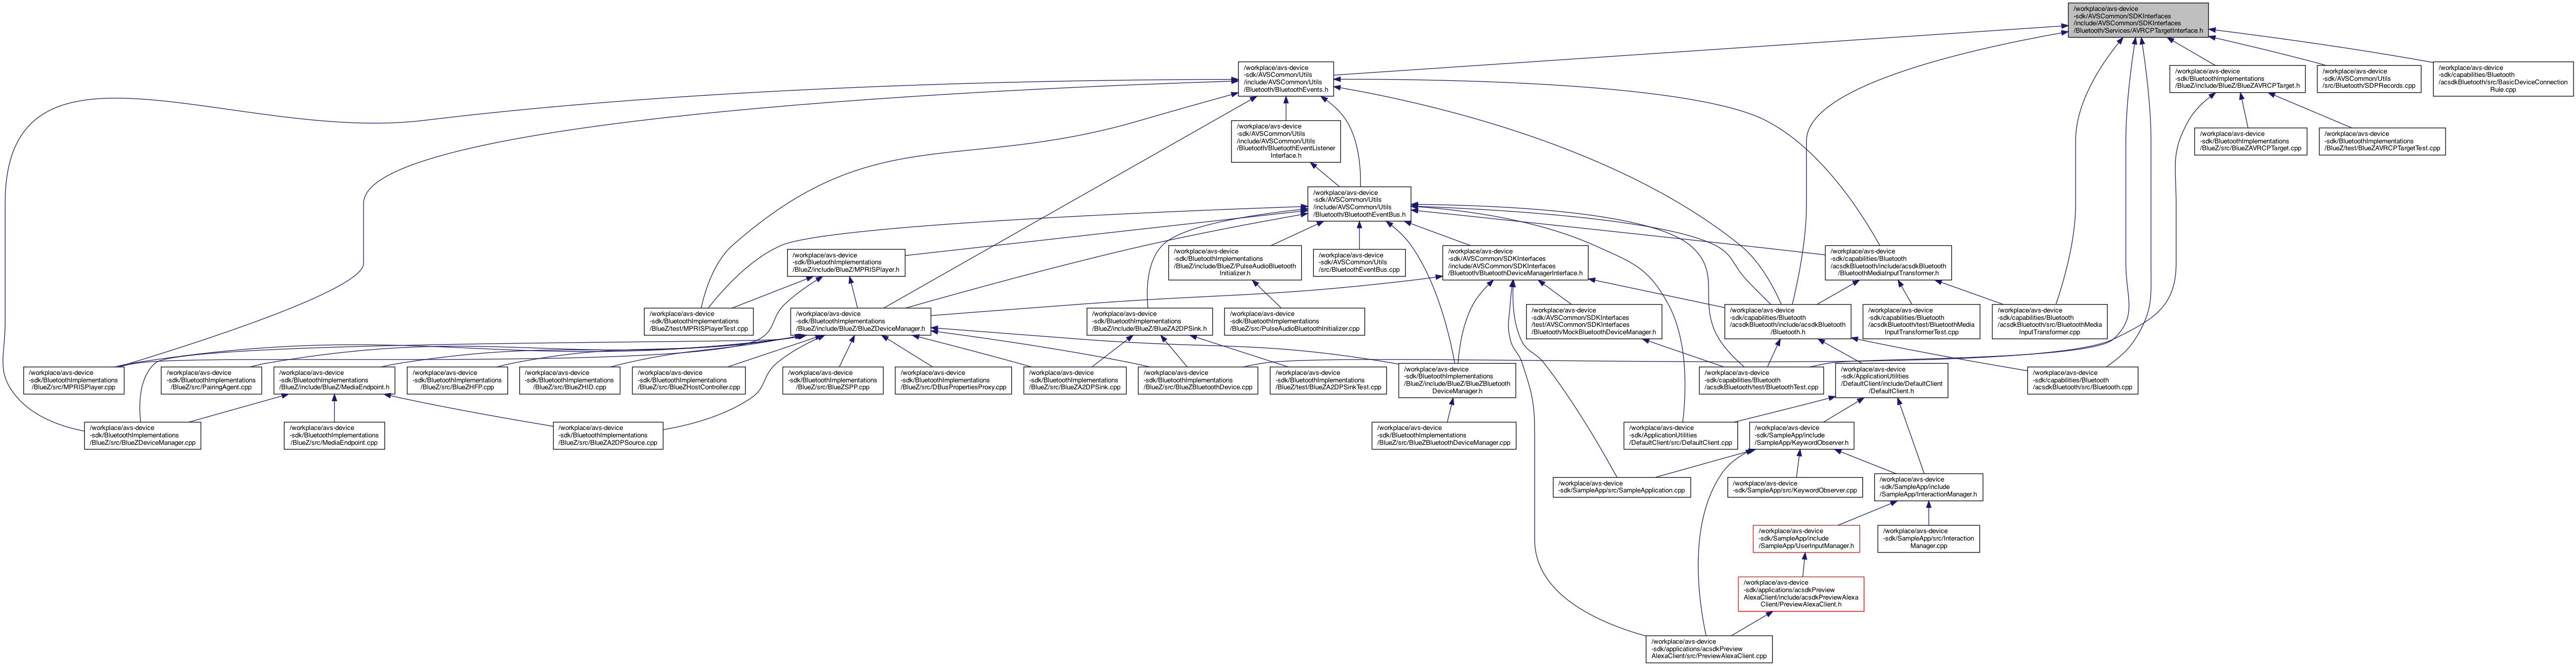 /workplace/avs-device
-sdk/AVSCommon/SDKInterfaces
/include/AVSCommon/SDKInterfaces
/Bluetooth/Services/AVRCPTargetInterface.h
/workplace/avs-device
-sdk/AVSCommon/Utils
/include/AVSCommon/Utils
/Bluetooth/BluetoothEvents.h
/workplace/avs-device
-sdk/BluetoothImplementations
/BlueZ/include/BlueZ/BlueZAVRCPTarget.h
/workplace/avs-device
-sdk/AVSCommon/Utils
/src/Bluetooth/SDPRecords.cpp
/workplace/avs-device
-sdk/capabilities/Bluetooth
/acsdkBluetooth/src/BasicDeviceConnection
Rule.cpp
/workplace/avs-device
-sdk/AVSCommon/Utils
/include/AVSCommon/Utils
/Bluetooth/BluetoothEventListener
Interface.h
/workplace/avs-device
-sdk/BluetoothImplementations
/BlueZ/src/BlueZAVRCPTarget.cpp
/workplace/avs-device
-sdk/BluetoothImplementations
/BlueZ/test/BlueZAVRCPTargetTest.cpp
/workplace/avs-device
-sdk/AVSCommon/Utils
/include/AVSCommon/Utils
/Bluetooth/BluetoothEventBus.h
/workplace/avs-device
-sdk/BluetoothImplementations
/BlueZ/include/BlueZ/MPRISPlayer.h
/workplace/avs-device
-sdk/BluetoothImplementations
/BlueZ/include/BlueZ/PulseAudioBluetooth
Initializer.h
/workplace/avs-device
-sdk/AVSCommon/Utils
/src/BluetoothEventBus.cpp
/workplace/avs-device
-sdk/AVSCommon/SDKInterfaces
/include/AVSCommon/SDKInterfaces
/Bluetooth/BluetoothDeviceManagerInterface.h
/workplace/avs-device
-sdk/capabilities/Bluetooth
/acsdkBluetooth/include/acsdkBluetooth
/BluetoothMediaInputTransformer.h
/workplace/avs-device
-sdk/BluetoothImplementations
/BlueZ/test/MPRISPlayerTest.cpp
/workplace/avs-device
-sdk/BluetoothImplementations
/BlueZ/include/BlueZ/BlueZDeviceManager.h
/workplace/avs-device
-sdk/BluetoothImplementations
/BlueZ/include/BlueZ/BlueZA2DPSink.h
/workplace/avs-device
-sdk/BluetoothImplementations
/BlueZ/src/PulseAudioBluetoothInitializer.cpp
/workplace/avs-device
-sdk/AVSCommon/SDKInterfaces
/test/AVSCommon/SDKInterfaces
/Bluetooth/MockBluetoothDeviceManager.h
/workplace/avs-device
-sdk/capabilities/Bluetooth
/acsdkBluetooth/include/acsdkBluetooth
/Bluetooth.h
/workplace/avs-device
-sdk/capabilities/Bluetooth
/acsdkBluetooth/test/BluetoothMedia
InputTransformerTest.cpp
/workplace/avs-device
-sdk/capabilities/Bluetooth
/acsdkBluetooth/src/BluetoothMedia
InputTransformer.cpp
/workplace/avs-device
-sdk/BluetoothImplementations
/BlueZ/src/MPRISPlayer.cpp
/workplace/avs-device
-sdk/BluetoothImplementations
/BlueZ/src/PairingAgent.cpp
/workplace/avs-device
-sdk/BluetoothImplementations
/BlueZ/include/BlueZ/MediaEndpoint.h
/workplace/avs-device
-sdk/BluetoothImplementations
/BlueZ/src/BlueZHFP.cpp
/workplace/avs-device
-sdk/BluetoothImplementations
/BlueZ/src/BlueZHID.cpp
/workplace/avs-device
-sdk/BluetoothImplementations
/BlueZ/src/BlueZHostController.cpp
/workplace/avs-device
-sdk/BluetoothImplementations
/BlueZ/src/BlueZSPP.cpp
/workplace/avs-device
-sdk/BluetoothImplementations
/BlueZ/src/DBusPropertiesProxy.cpp
/workplace/avs-device
-sdk/BluetoothImplementations
/BlueZ/src/BlueZA2DPSink.cpp
/workplace/avs-device
-sdk/BluetoothImplementations
/BlueZ/src/BlueZBluetoothDevice.cpp
/workplace/avs-device
-sdk/BluetoothImplementations
/BlueZ/test/BlueZA2DPSinkTest.cpp
/workplace/avs-device
-sdk/BluetoothImplementations
/BlueZ/include/BlueZ/BlueZBluetooth
DeviceManager.h
/workplace/avs-device
-sdk/capabilities/Bluetooth
/acsdkBluetooth/test/BluetoothTest.cpp
/workplace/avs-device
-sdk/ApplicationUtilities
/DefaultClient/include/DefaultClient
/DefaultClient.h
/workplace/avs-device
-sdk/capabilities/Bluetooth
/acsdkBluetooth/src/Bluetooth.cpp
/workplace/avs-device
-sdk/BluetoothImplementations
/BlueZ/src/BlueZDeviceManager.cpp
/workplace/avs-device
-sdk/BluetoothImplementations
/BlueZ/src/MediaEndpoint.cpp
/workplace/avs-device
-sdk/BluetoothImplementations
/BlueZ/src/BlueZA2DPSource.cpp
/workplace/avs-device
-sdk/BluetoothImplementations
/BlueZ/src/BlueZBluetoothDeviceManager.cpp
/workplace/avs-device
-sdk/ApplicationUtilities
/DefaultClient/src/DefaultClient.cpp
/workplace/avs-device
-sdk/SampleApp/include
/SampleApp/KeywordObserver.h
/workplace/avs-device
-sdk/SampleApp/src/SampleApplication.cpp
/workplace/avs-device
-sdk/SampleApp/src/KeywordObserver.cpp
/workplace/avs-device
-sdk/SampleApp/include
/SampleApp/InteractionManager.h
/workplace/avs-device
-sdk/SampleApp/include
/SampleApp/UserInputManager.h
/workplace/avs-device
-sdk/SampleApp/src/Interaction
Manager.cpp
/workplace/avs-device
-sdk/applications/acsdkPreview
AlexaClient/include/acsdkPreviewAlexa
Client/PreviewAlexaClient.h
/workplace/avs-device
-sdk/applications/acsdkPreview
AlexaClient/src/PreviewAlexaClient.cpp